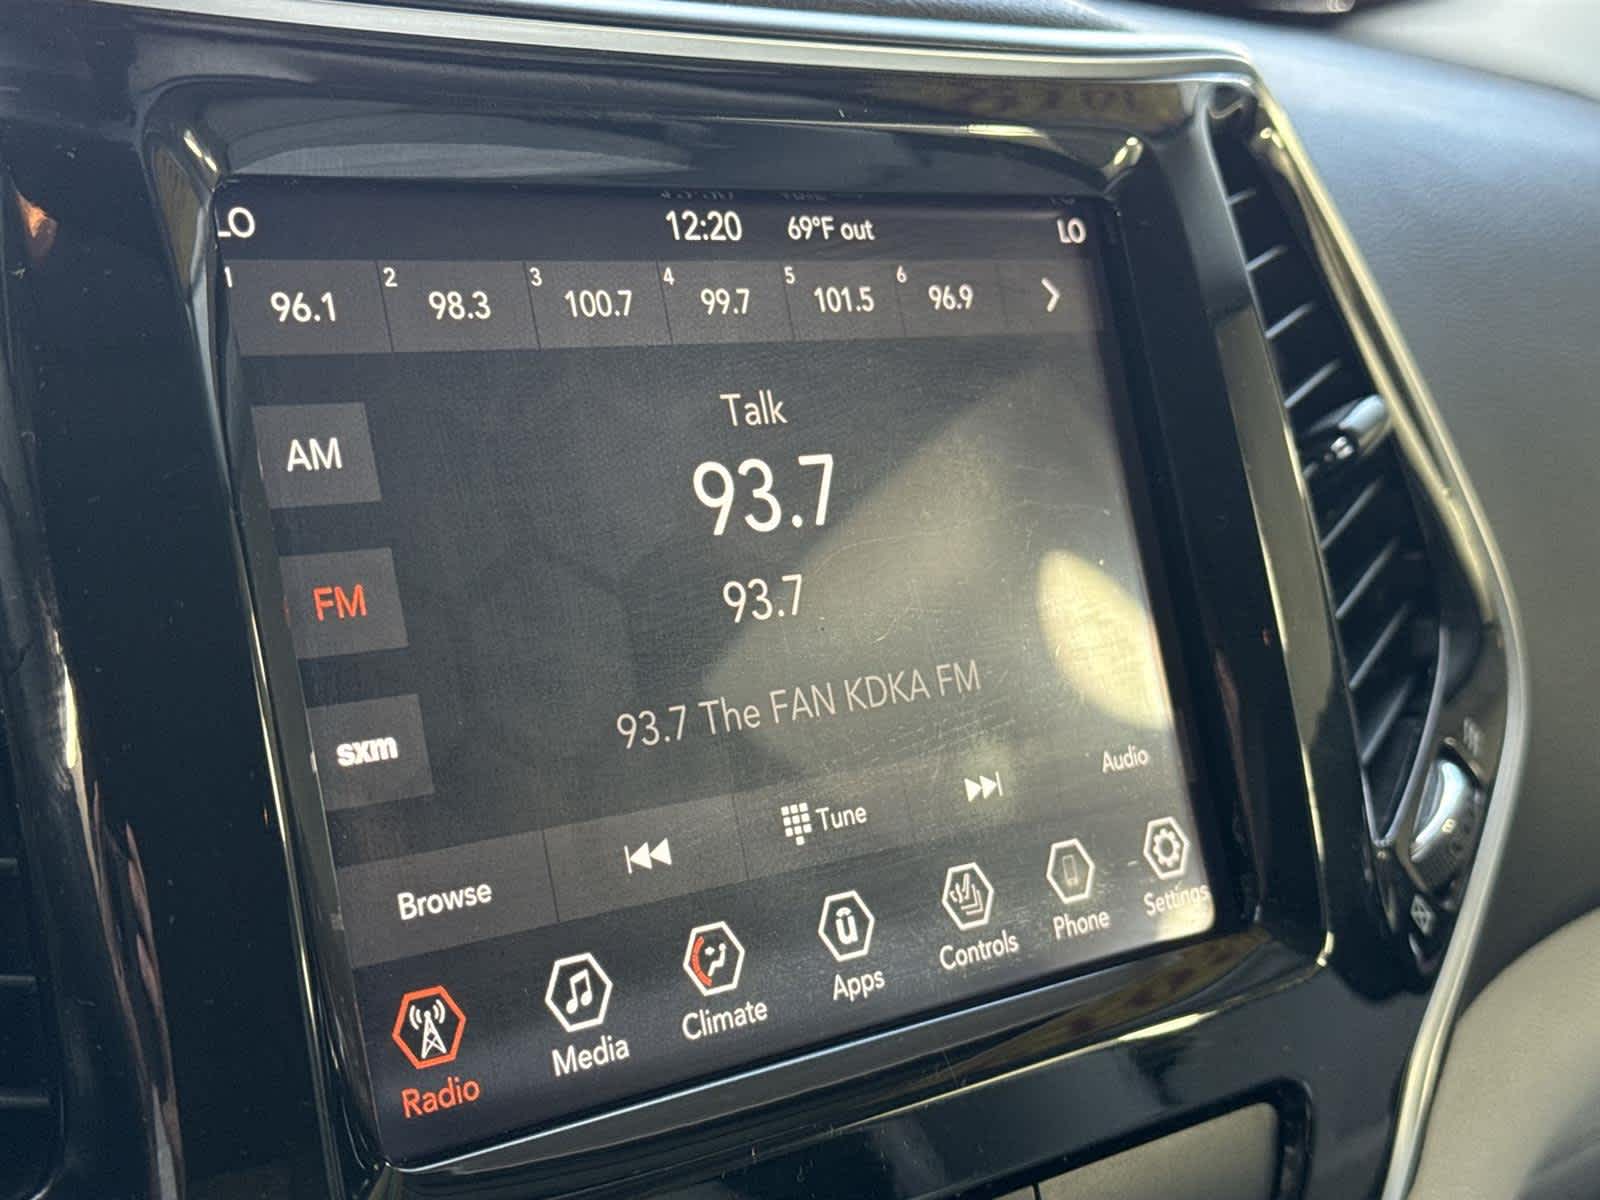 LO 12:20 69°F out LO
1 96.1 2 98.3 3 100.7 4 99.7 5 101.5 6 96.9
Talk
AM
93.7
FM
93.7
93.7 The FAN KDKA FM
sxm
Browse Tune Audio
Radio Media Climate Apps Controls Phone Settings